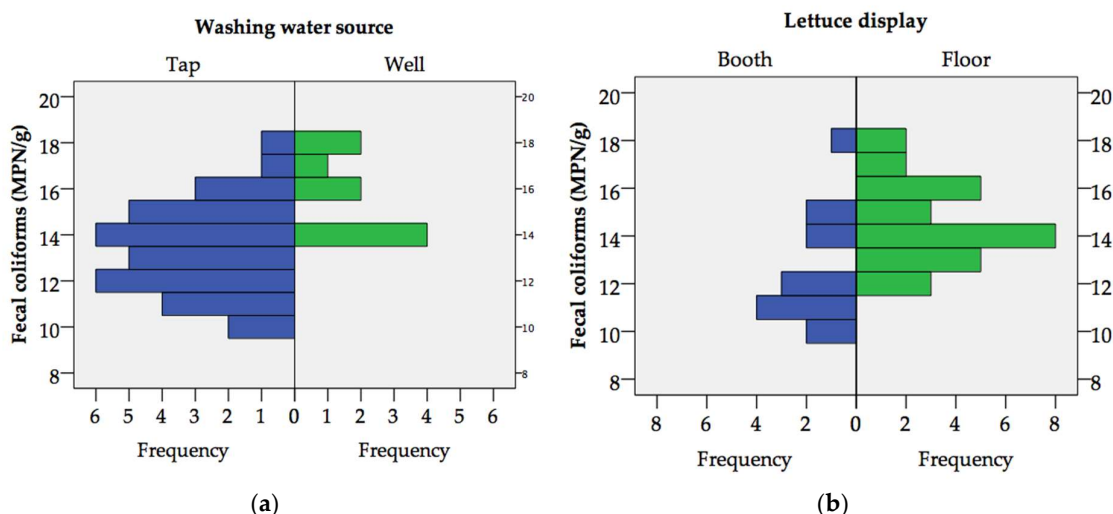 Washing water source
Tap Well
Fecal coliforms (MPN/g)
20 20
18 18
16 16
14 14
12 12
10 10
8 8
6 5 4 3 2 1 0 1 2 3 4 5 6
Frequency Frequency
(a)
Lettuce display
Booth Floor
Fecal coliforms (MPN/g)
20 20
18 18
16 16
14 14
12 12
10 10
8 8
8 6 4 2 0 2 4 6 8
Frequency Frequency
(b)